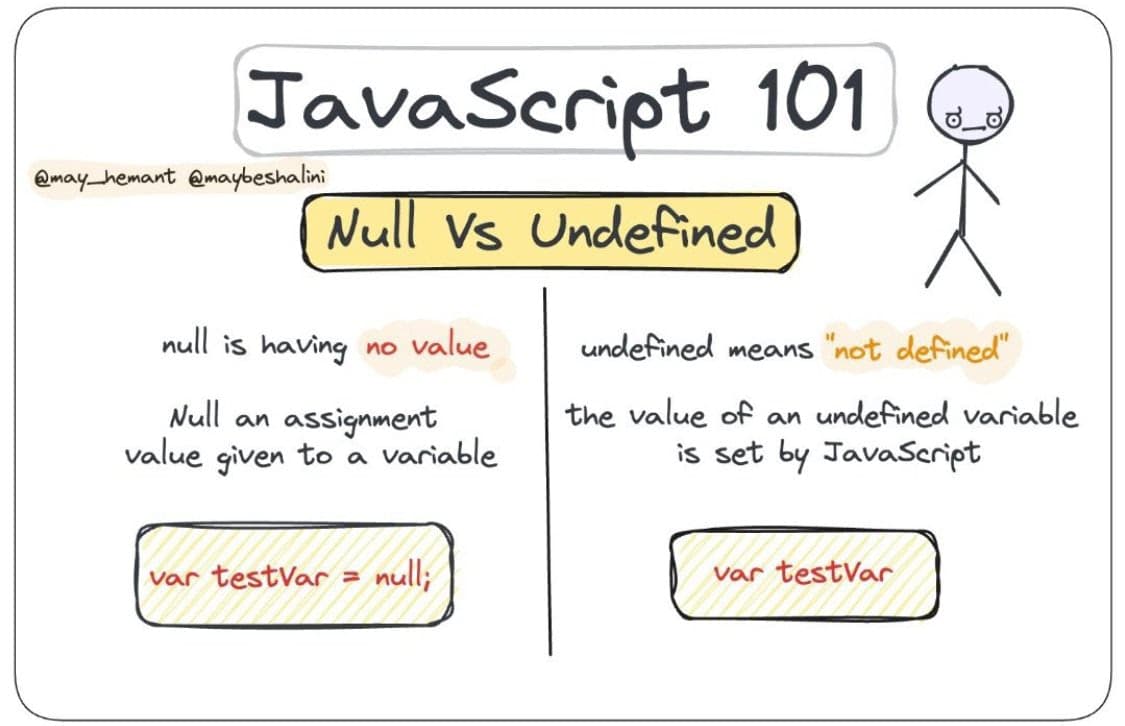 JavaScript 101
@may_hemant @maybeshalini
Null Vs Undefined
null is having no value
Null an assignment
value given to a variable
var testVar = null;
undefined means "not defined"
the value of an undefined variable
is set by JavaScript
var testVar